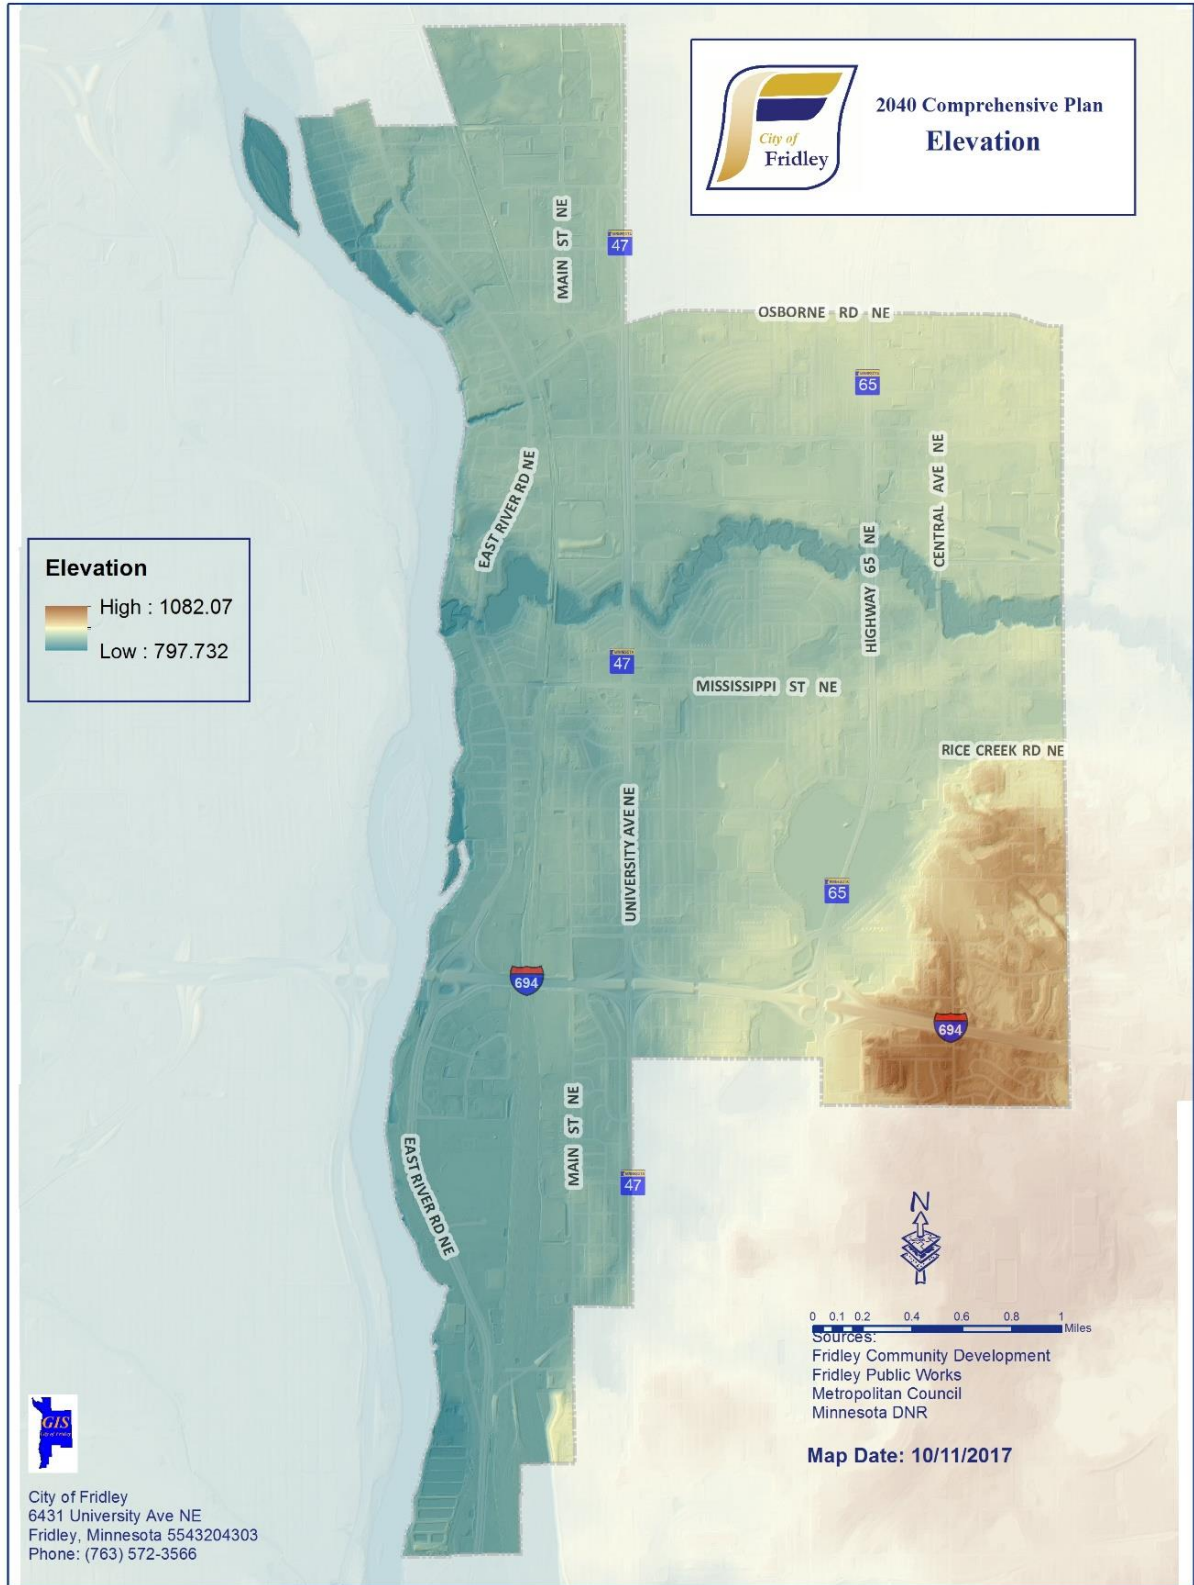 City of
Fridley
2040 Comprehensive Plan
Elevation
MAIN ST NE
47
OSBORNE RD NE
65
CENTRAL AVE NE
EAST RIVER RD NE
HIGHWAY 65 NE
Elevation
High : 1082.07
Low : 797.732
47
MISSISSIPPI ST NE
RICE CREEK RD NE
UNIVERSITY AVE NE
65
694
694
MAIN ST NE
EAST RIVER RD NE
47
N
0 0.1 0.2 0.4 0.6 0.8 1
Miles
Sources:
Fridley Community Development
Fridley Public Works
Metropolitan Council
Minnesota DNR
Map Date: 10/11/2017
GIS
City of Fridley
City of Fridley
6431 University Ave NE
Fridley, Minnesota 5543204303
Phone: (763) 572-3566